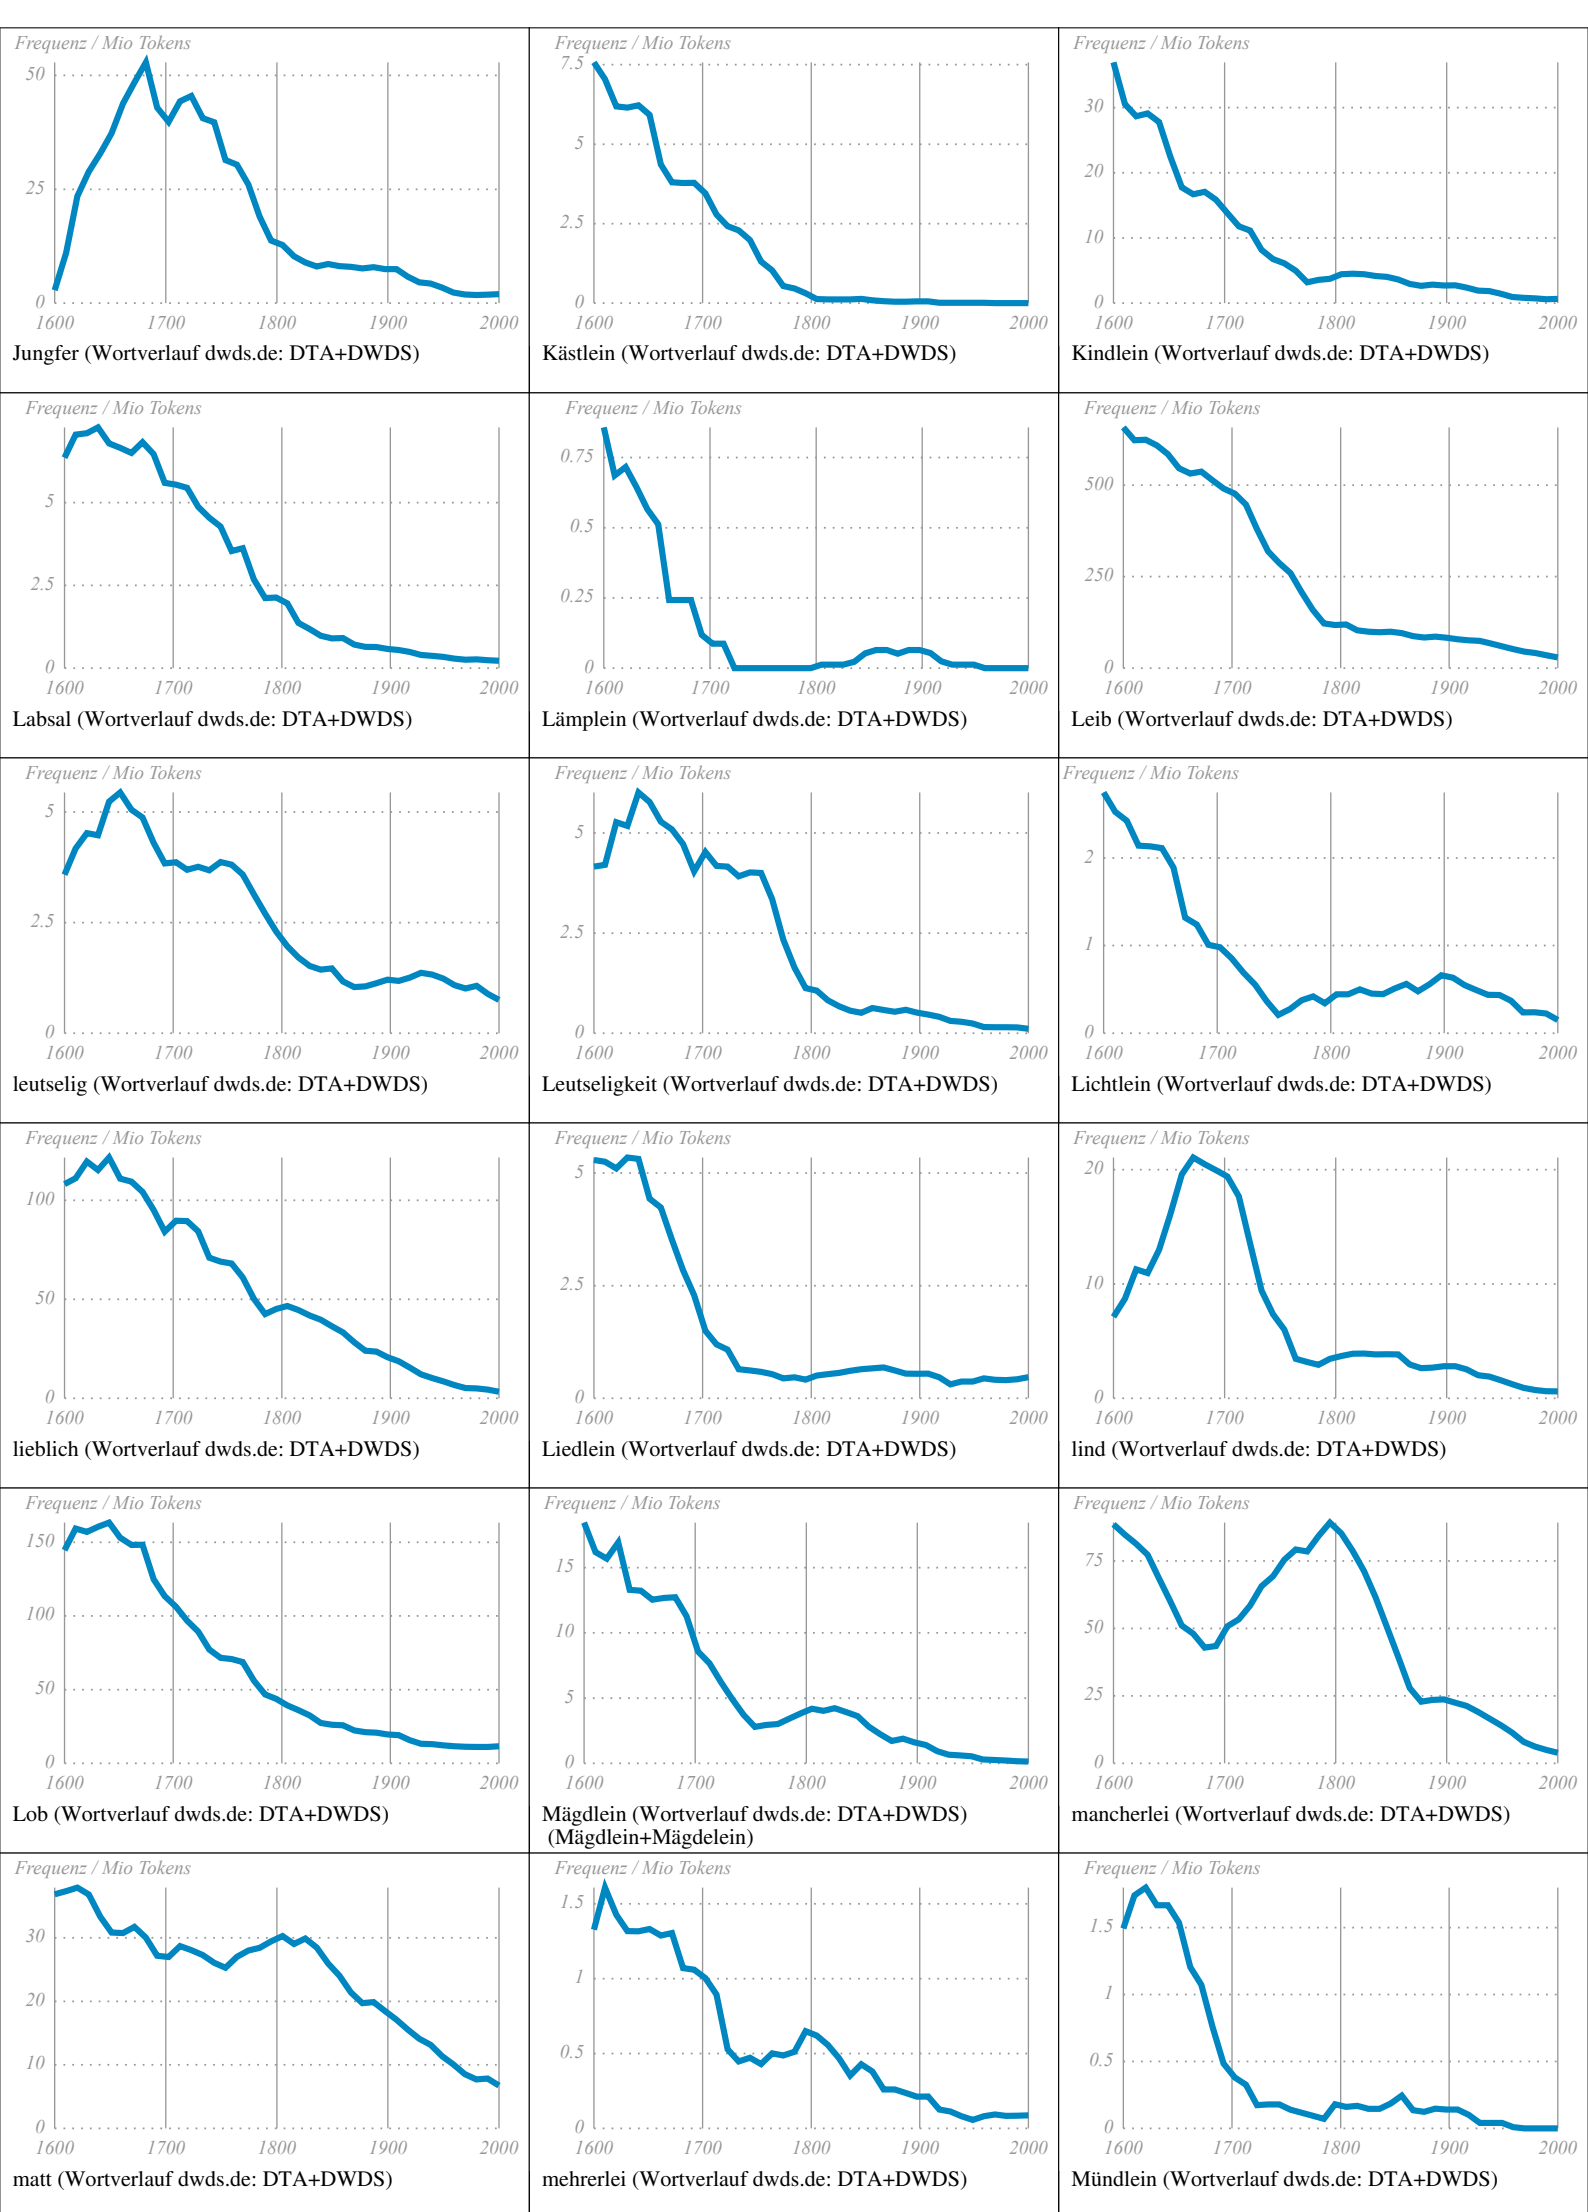 Frequenz / Mio Tokens
50
25
0
1600 1700 1800 1900 2000
Jungfer (Wortverlauf dwds.de: DTA+DWDS)
Frequenz / Mio Tokens
7.5
5
2.5
0
1600 1700 1800 1900 2000
Kästlein (Wortverlauf dwds.de: DTA+DWDS)
Frequenz / Mio Tokens
30
20
10
0
1600 1700 1800 1900 2000
Kindlein (Wortverlauf dwds.de: DTA+DWDS)
Frequenz / Mio Tokens
5
2.5
0
1600 1700 1800 1900 2000
Labsal (Wortverlauf dwds.de: DTA+DWDS)
Frequenz / Mio Tokens
0.75
0.5
0.25
0
1600 1700 1800 1900 2000
Lämplein (Wortverlauf dwds.de: DTA+DWDS)
Frequenz / Mio Tokens
500
250
0
1600 1700 1800 1900 2000
Leib (Wortverlauf dwds.de: DTA+DWDS)
Frequenz / Mio Tokens
5
2.5
0
1600 1700 1800 1900 2000
leutselig (Wortverlauf dwds.de: DTA+DWDS)
Frequenz / Mio Tokens
5
2.5
0
1600 1700 1800 1900 2000
Leutseligkeit (Wortverlauf dwds.de: DTA+DWDS)
Frequenz / Mio Tokens
2
1
0
1600 1700 1800 1900 2000
Lichtlein (Wortverlauf dwds.de: DTA+DWDS)
Frequenz / Mio Tokens
100
50
0
1600 1700 1800 1900 2000
lieblich (Wortverlauf dwds.de: DTA+DWDS)
Frequenz / Mio Tokens
5
2.5
0
1600 1700 1800 1900 2000
Liedlein (Wortverlauf dwds.de: DTA+DWDS)
Frequenz / Mio Tokens
20
10
0
1600 1700 1800 1900 2000
lind (Wortverlauf dwds.de: DTA+DWDS)
Frequenz / Mio Tokens
150
100
50
0
1600 1700 1800 1900 2000
Lob (Wortverlauf dwds.de: DTA+DWDS)
Frequenz / Mio Tokens
15
10
5
0
1600 1700 1800 1900 2000
Mägdlein (Wortverlauf dwds.de: DTA+DWDS)
(Mägdlein+Mägdelein)
Frequenz / Mio Tokens
75
50
25
0
1600 1700 1800 1900 2000
mancherlei (Wortverlauf dwds.de: DTA+DWDS)
Frequenz / Mio Tokens
30
20
10
0
1600 1700 1800 1900 2000
matt (Wortverlauf dwds.de: DTA+DWDS)
Frequenz / Mio Tokens
1.5
1
0.5
0
1600 1700 1800 1900 2000
mehrerlei (Wortverlauf dwds.de: DTA+DWDS)
Frequenz / Mio Tokens
1.5
1
0.5
0
1600 1700 1800 1900 2000
Mündlein (Wortverlauf dwds.de: DTA+DWDS)